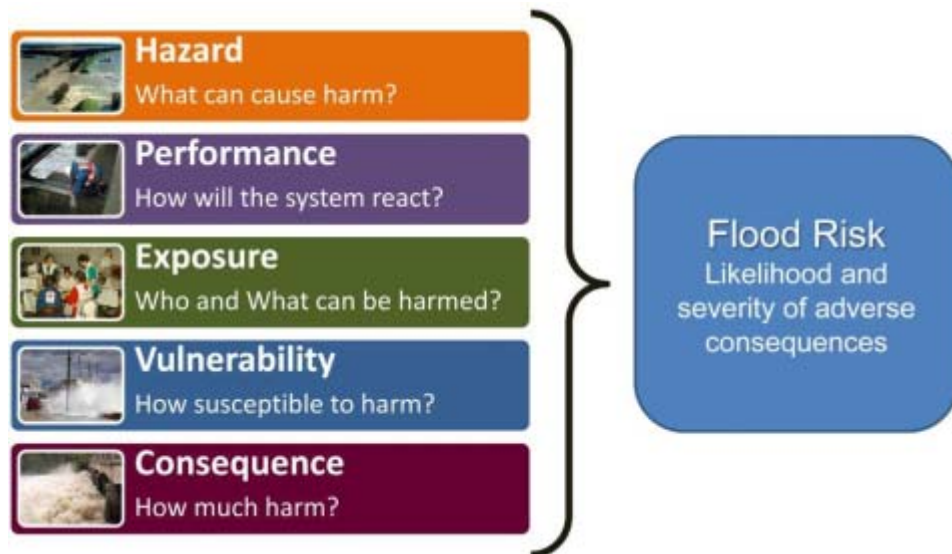 Hazard
What can cause harm?
Performance
How will the system react?
Exposure
Who and What can be harmed?
Vulnerability
How susceptible to harm?
Consequence
How much harm?
Flood Risk
Likelihood and
severity of adverse
consequences